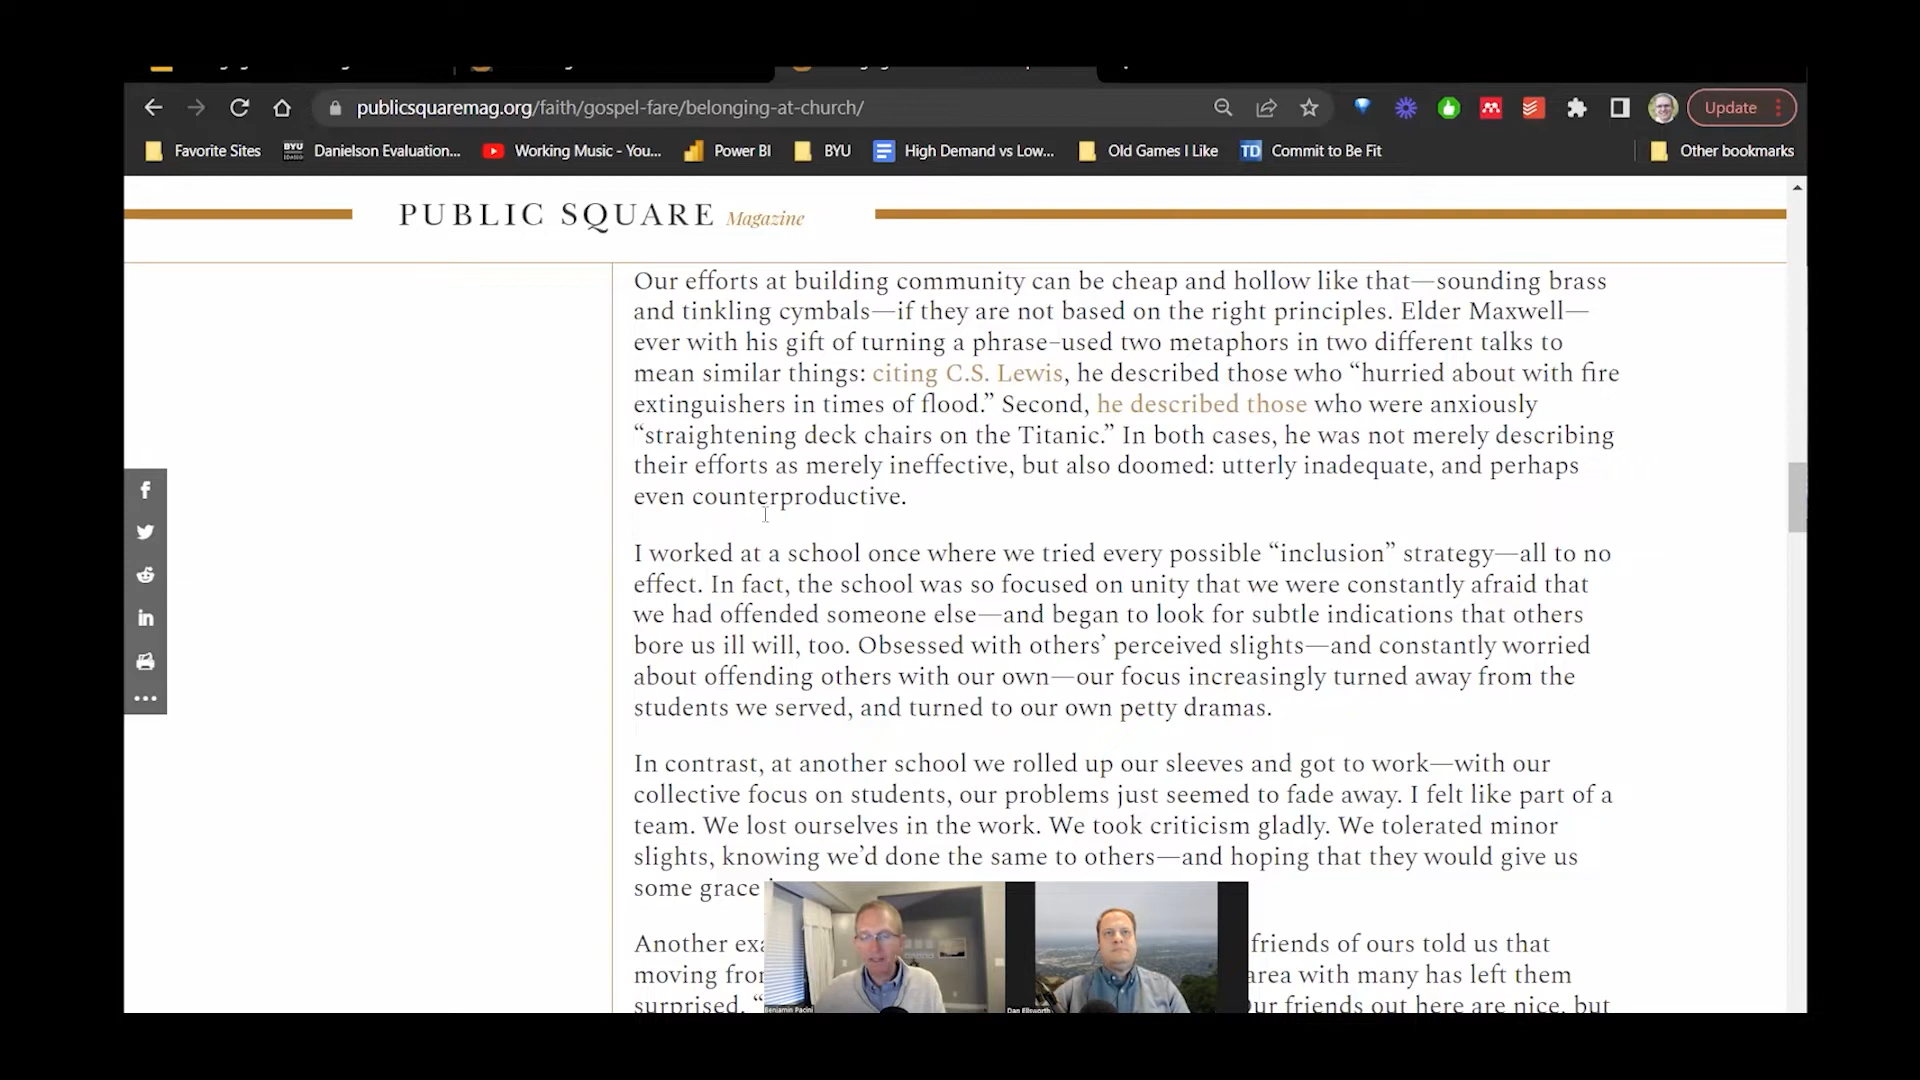 publicsquaremag.org/faith/gospel-fare/belonging-at-church/
Update
Favorite Sites
BYU
Danielson Evaluation...
Working Music - You...
Power BI
BYU
High Demand vs Low...
Old Games I Like
TD
Commit to Be Fit
Other bookmarks
PUBLIC SQUARE Magazine
Our efforts at building community can be cheap and hollow like that—sounding brass
and tinkling cymbals—if they are not based on the right principles. Elder Maxwell—
ever with his gift of turning a phrase–used two metaphors in two different talks to
mean similar things: citing C.S. Lewis, he described those who “hurried about with fire
extinguishers in times of flood.” Second, he described those who were anxiously
“straightening deck chairs on the Titanic.” In both cases, he was not merely describing
their efforts as merely ineffective, but also doomed: utterly inadequate, and perhaps
even counterproductive.
I worked at a school once where we tried every possible “inclusion” strategy—all to no
effect. In fact, the school was so focused on unity that we were constantly afraid that
we had offended someone else—and began to look for subtle indications that others
bore us ill will, too. Obsessed with others’ perceived slights—and constantly worried
about offending others with our own—our focus increasingly turned away from the
students we served, and turned to our own petty dramas.
In contrast, at another school we rolled up our sleeves and got to work—with our
collective focus on students, our problems just seemed to fade away. I felt like part of a
team. We lost ourselves in the work. We took criticism gladly. We tolerated minor
slights, knowing we’d done the same to others—and hoping that they would give us
some grace
Another friends of ours told us that
moving area with many has left them
surprised. friends out here are nice, but
Benjamin Pacini
Dan Ellsworth